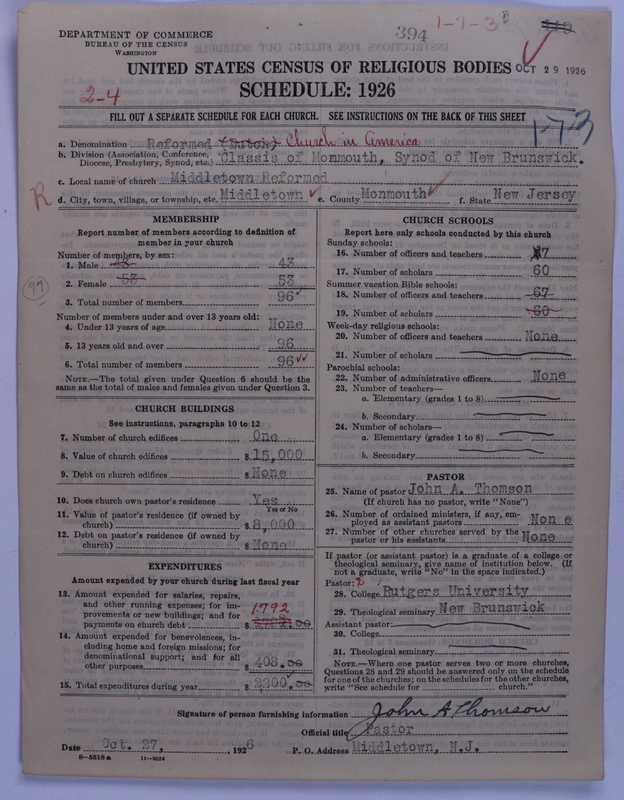 394
1-7-3
DEPARTMENT OF COMMERCE
BUREAU OF THE CENSUS
WASHINGTON
UNITED STATES CENSUS OF RELIGIOUS BODIES
OCT 29 1926
2-4
SCHEDULE: 1926
FILL OUT A SEPARATE SCHEDULE FOR EACH CHURCH. SEE INSTRUCTIONS ON THE BACK OF THIS SHEET
1-7-3
a. Denomination Reformed (Dutch) Church in America
b. Division (Association, Conference, Diocese, Presbytery, Synod, etc.) Classis of Monmouth, Synod of New Brunswick.
c. Local name of church Middletown Reformed
R
d. City, town, village, or township, etc. Middletown e. County Monmouth f. State New Jersey
MEMBERSHIP
Report number of members according to definition of
member in your church
Number of members, by sex:
1. Male 43 43
2. Female 53 53
3. Total number of members 96
97
Number of members under and over 13 years old:
4. Under 13 years of age None
5. 13 years old and over 96
6. Total number of members 96
NOTE.—The total given under Question 6 should be the
same as the total of males and females given under Question 3.
CHURCH BUILDINGS
See instructions, paragraphs 10 to 12
7. Number of church edifices One
8. Value of church edifices $15,000
9. Debt on church edifices $None
10. Does church own pastor's residence Yes
Yes or No
11. Value of pastor's residence (if owned by
church) $8,000
12. Debt on pastor's residence (if owned by
church) $None
EXPENDITURES
Amount expended by your church during last fiscal year
13. Amount expended for salaries, repairs,
and other running expenses; for im-
provements or new buildings; and for
payments on church debt $ 1792
14. Amount expended for benevolences, in-
cluding home and foreign missions; for
denominational support; and for all
other purposes $ 408.00
15. Total expenditures during year $ 2200.00
CHURCH SCHOOLS
Report here only schools conducted by this church
Sunday schools:
16. Number of officers and teachers 7
17. Number of scholars 60
Summer vacation Bible schools:
18. Number of officers and teachers 67
19. Number of scholars 60
Week-day religious schools:
20. Number of officers and teachers None
21. Number of scholars
Parochial schools:
22. Number of administrative officers None
23. Number of teachers—
a. Elementary (grades 1 to 8)
b. Secondary
24. Number of scholars—
a. Elementary (grades 1 to 8)
b. Secondary
PASTOR
25. Name of pastor John A. Thomson
(If church has no pastor, write "None")
26. Number of ordained ministers, if any, em-
ployed as assistant pastors Non e
27. Number of other churches served by the
pastor or his assistants None
If pastor (or assistant pastor) is a graduate of a college or
theological seminary, give name of institution below. (If
not a graduate, write "No" in the space indicated.)
Pastor: 2
28. College Rutgers University
29. Theological seminary New Brunswick
Assistant pastor:
30. College
31. Theological seminary
NOTE.—Where one pastor serves two or more churches,
Questions 28 and 29 should be answered only on the schedule
for one of the churches; on the schedules for the other churches,
write "See schedule for church."
Signature of person furnishing information John A Thomson
Official title Pastor
Date Oct. 27, 1926 P. O. Address Middletown, N.J.
8-5518 a 11-9034